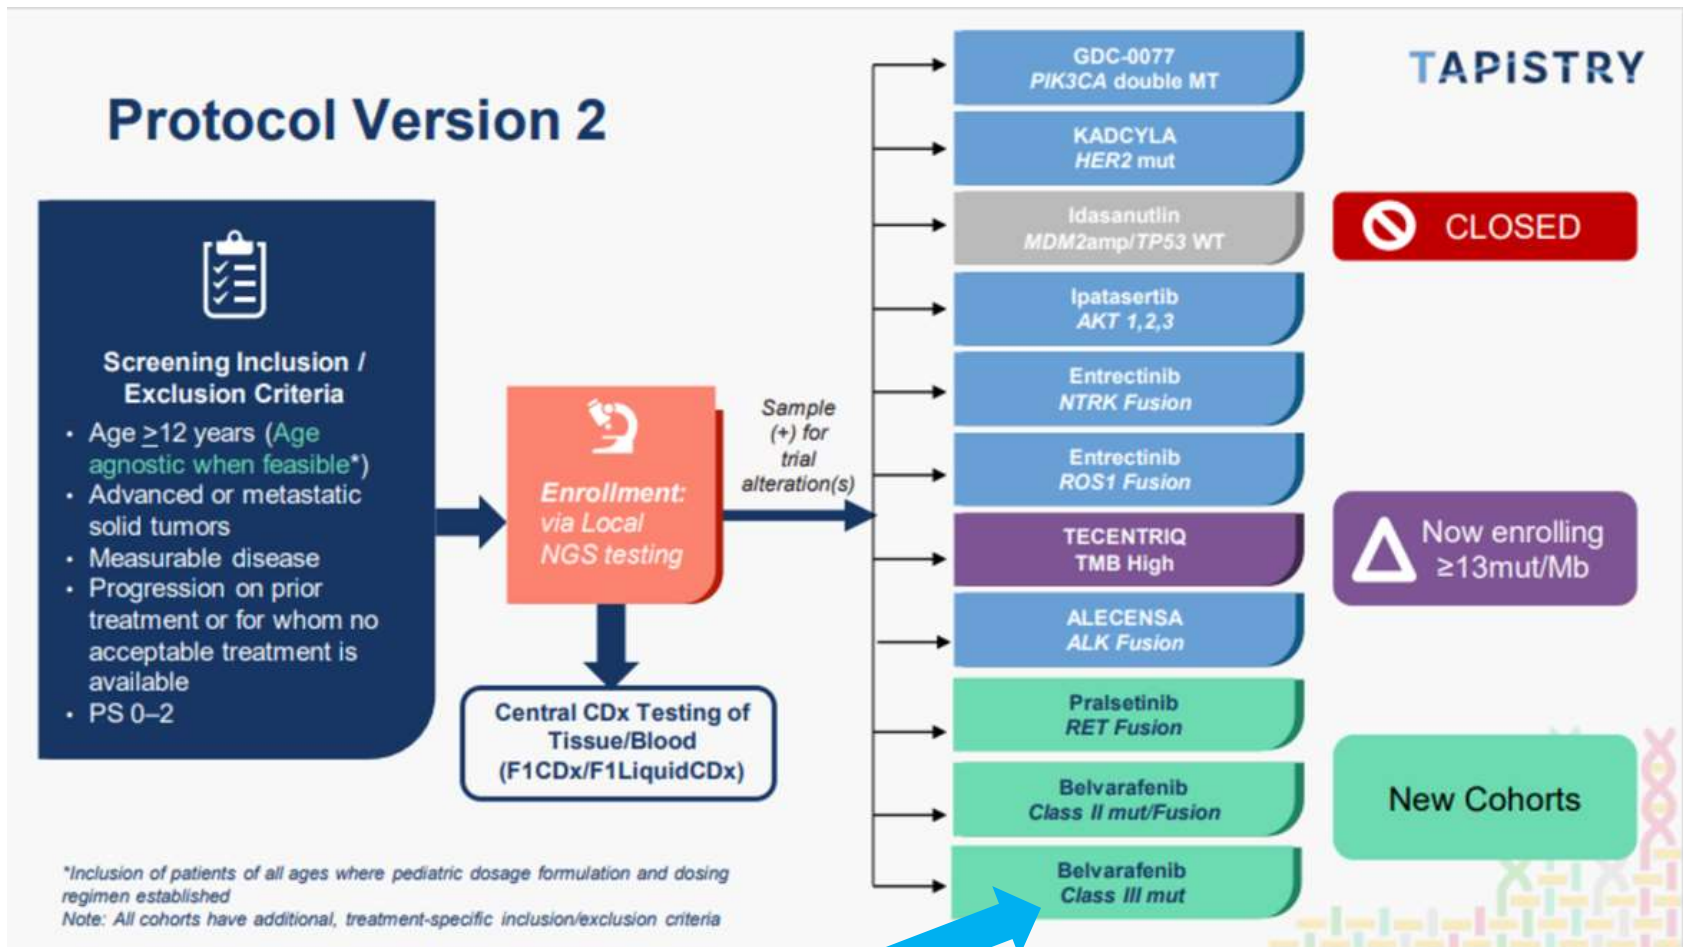 TAPISTRY
Protocol Version 2
Screening Inclusion /
Exclusion Criteria
• Age ≥12 years (Age
agnostic when feasible*)
• Advanced or metastatic
solid tumors
• Measurable disease
• Progression on prior
treatment or for whom no
acceptable treatment is
available
• PS 0–2
Enrollment:
via Local
NGS testing
Central CDx Testing of
Tissue/Blood
(F1CDx/F1LiquidCDx)
Sample
(+) for
trial
alteration(s)
GDC-0077
PIK3CA double MT
KADCYLA
HER2 mut
Idasanutlin
MDM2amp/TP53 WT
CLOSED
Ipatasertib
AKT 1,2,3
Entrectinib
NTRK Fusion
Entrectinib
ROS1 Fusion
TECENTRIQ
TMB High
Now enrolling
≥13mut/Mb
ALECENSA
ALK Fusion
Pralsetinib
RET Fusion
Belvarafenib
Class II mut/Fusion
Belvarafenib
Class III mut
New Cohorts
*Inclusion of patients of all ages where pediatric dosage formulation and dosing
regimen established
Note: All cohorts have additional, treatment-specific inclusion/exclusion criteria